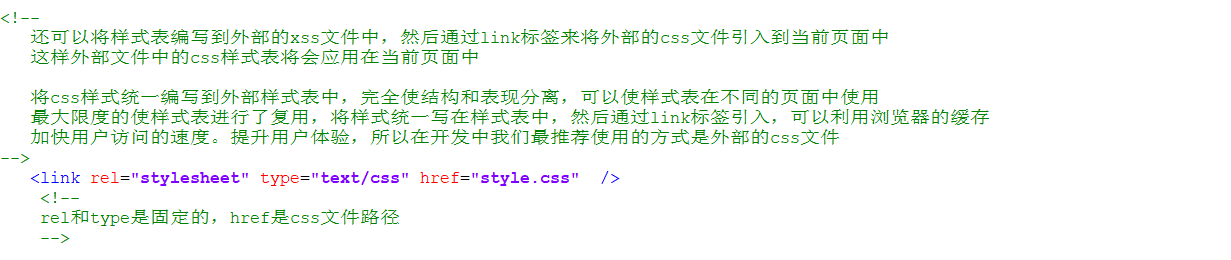 <!--
还可以将样式表编写到外部的xss文件中，然后通过link标签来将外部的css文件引入到当前页面中
这样外部文件中的css样式表将会应用在当前页面中
将css样式统一编写到外部样式表中，完全使结构和表现分离，可以使样式表在不同的页面中使用
最大限度的使样式表进行了复用，将样式统一写在样式表中，然后通过link标签引入，可以利用浏览器的缓存
加快用户访问的速度。提升用户体验，所以在开发中我们最推荐使用的方式是外部的css文件
-->
<link rel="stylesheet" type="text/css" href="style.css"  />
<!--
rel和type是固定的，href是css文件路径
-->